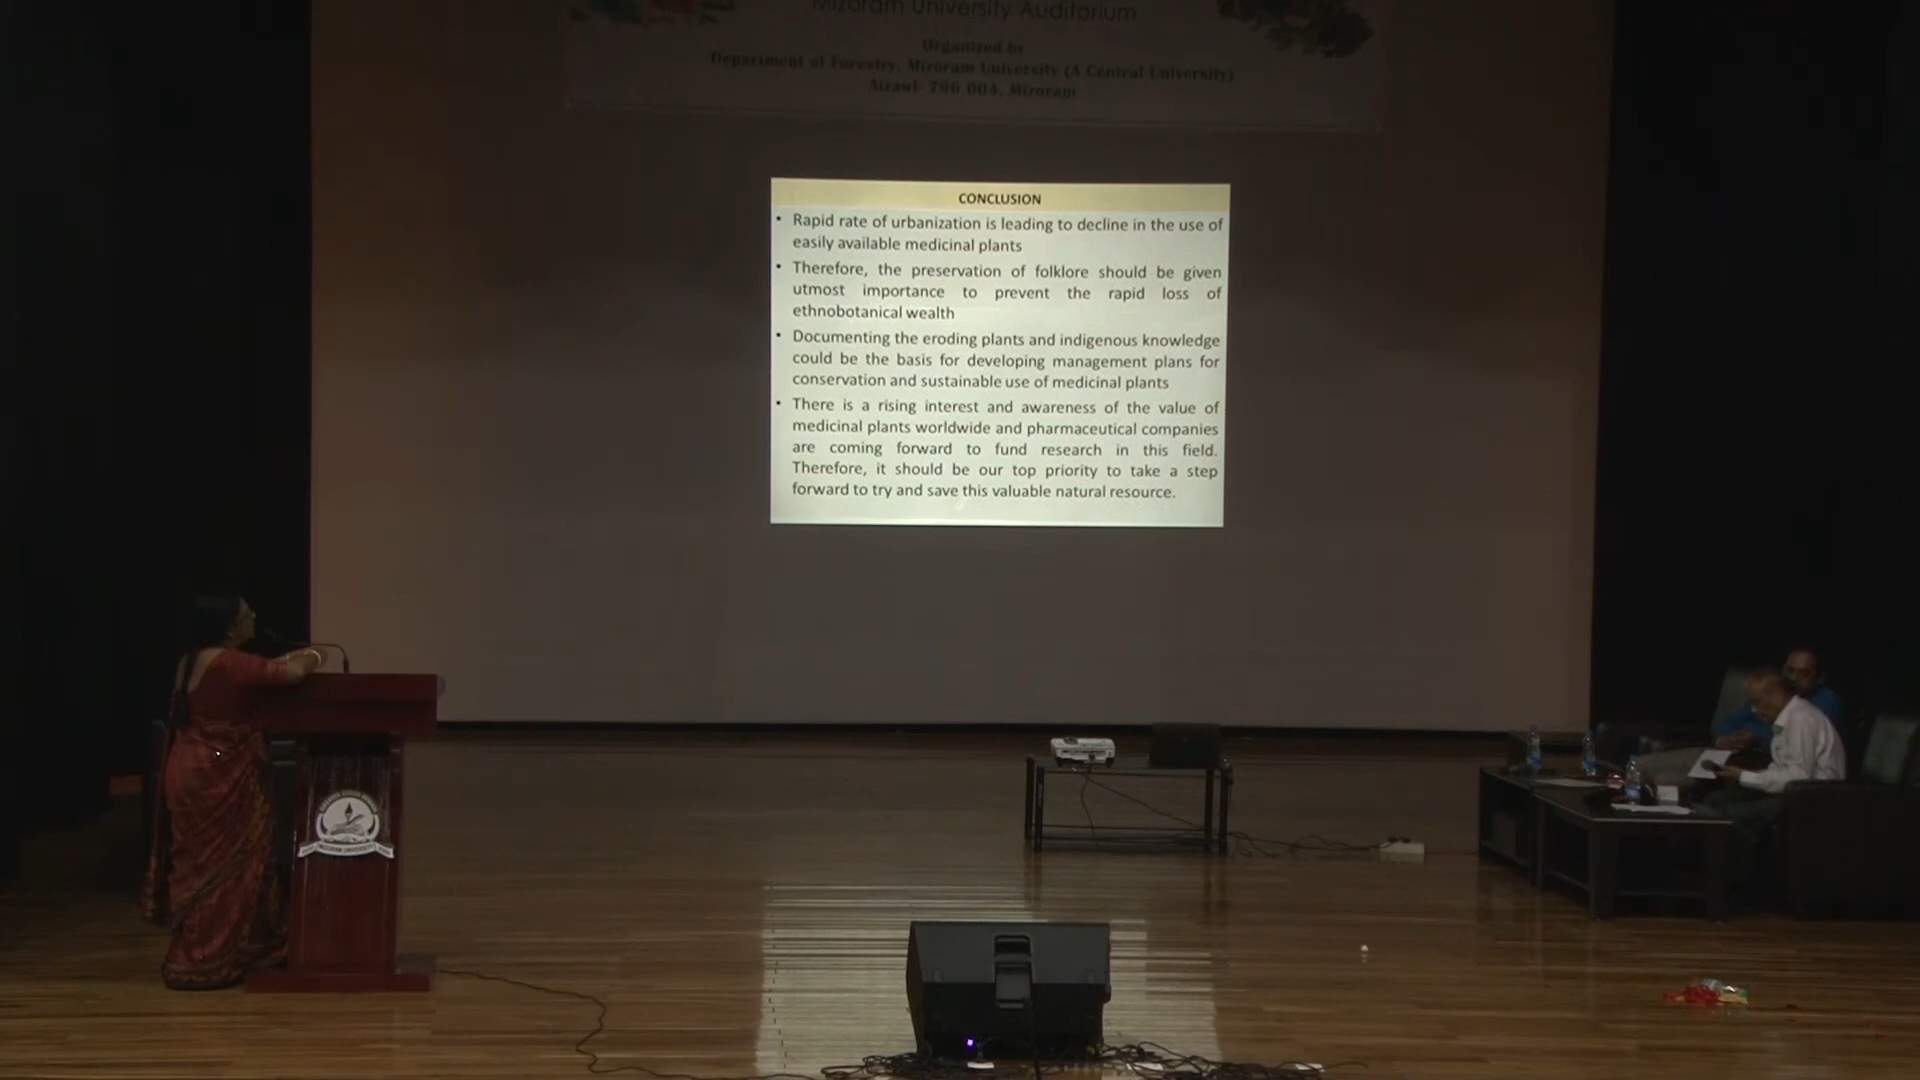 Mizoram University Auditorium
Organized by
Department of Forestry, Mizoram University (A Central University)
Aizawl- 796 004, Mizoram
CONCLUSION
• Rapid rate of urbanization is leading to decline in the use of
easily available medicinal plants
• Therefore, the preservation of folklore should be given
utmost importance to prevent the rapid loss of
ethnobotanical wealth
• Documenting the eroding plants and indigenous knowledge
could be the basis for developing management plans for
conservation and sustainable use of medicinal plants
• There is a rising interest and awareness of the value of
medicinal plants worldwide and pharmaceutical companies
are coming forward to fund research in this field.
Therefore, it should be our top priority to take a step
forward to try and save this valuable natural resource.
MIZORAM UNIVERSITY